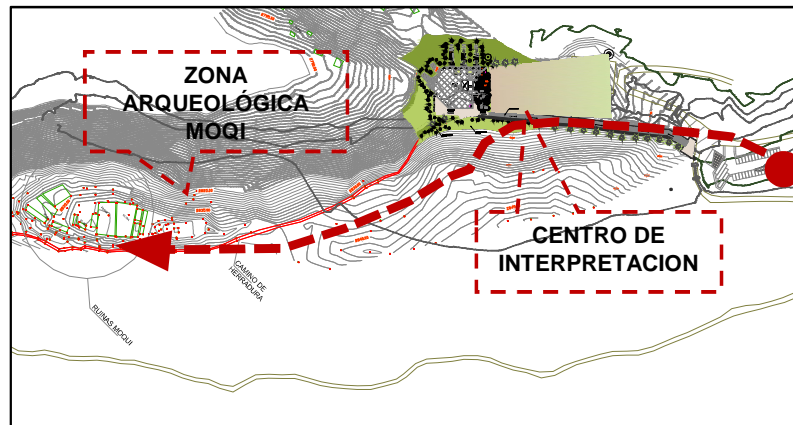 ZONA
ARQUEOLÓGICA
MOQI
CENTRO DE
INTERPRETACION
CAMINO DE
HERRADURA
RUINAS MOQUI